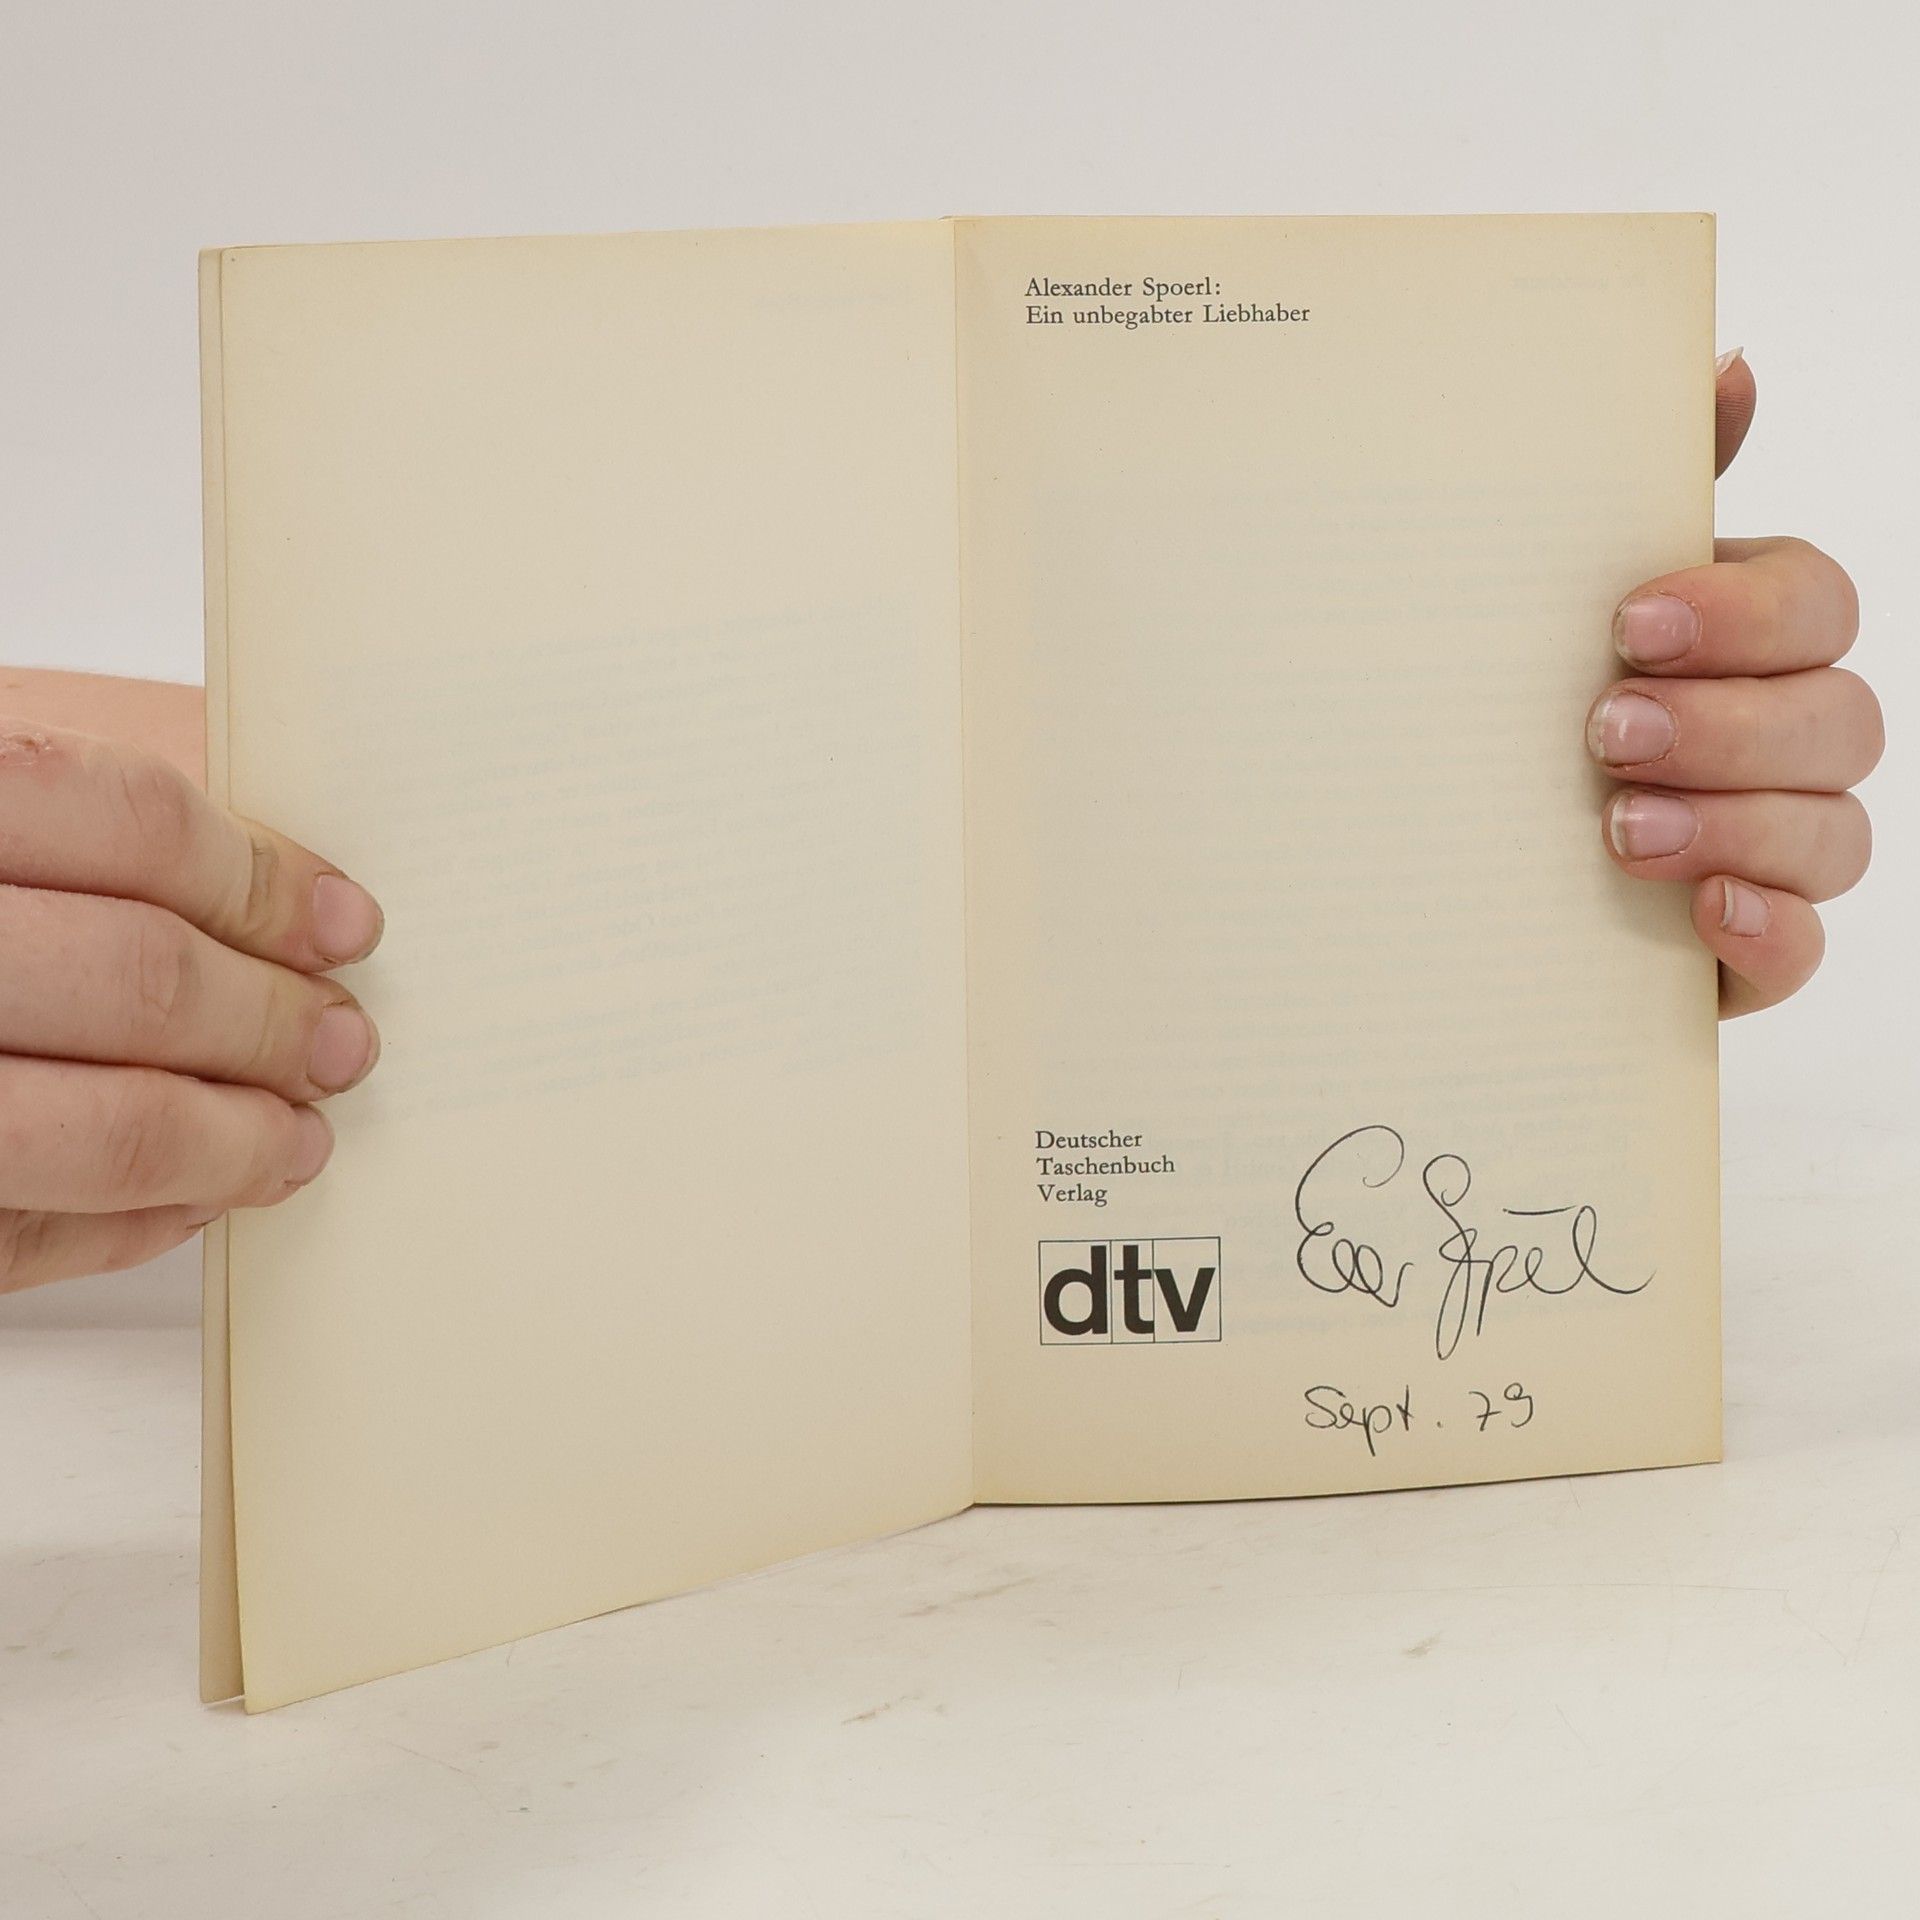 Alexander Spoerl:
Ein unbegabter Liebhaber
Deutscher
Taschenbuch
Verlag
dtv
Sept. 79